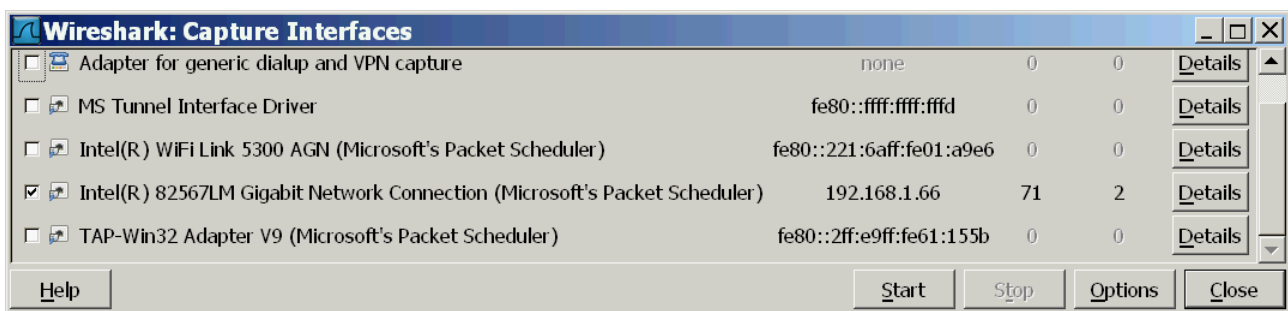 Wireshark: Capture Interfaces
Adapter for generic dialup and VPN capture none 0 0 Details
MS Tunnel Interface Driver fe80::ffff:ffff:fffd 0 0 Details
Intel(R) WiFi Link 5300 AGN (Microsoft's Packet Scheduler) fe80::221:6aff:fe01:a9e6 0 0 Details
Intel(R) 82567LM Gigabit Network Connection (Microsoft's Packet Scheduler) 192.168.1.66 71 2 Details
TAP-Win32 Adapter V9 (Microsoft's Packet Scheduler) fe80::2ff:e9ff:fe61:155b 0 0 Details
Help Start Stop Options Close